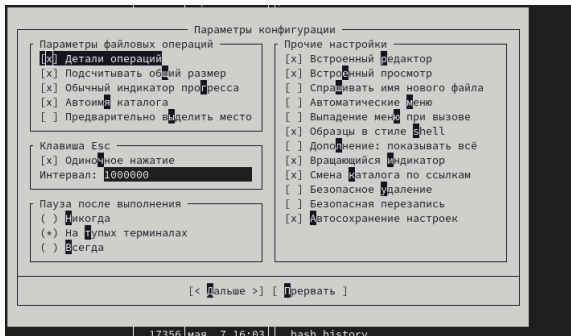 Параметры конфигурации
Параметры файловых операций
[x] Детали операций
[x] Подсчитывать общий размер
[x] Обычный индикатор прогресса
[x] Автоимя каталога
[ ] Предварительно выделить место
Клавиша Esc
[x] Одиночное нажатие
Интервал: 1000000
Пауза после выполнения
( ) Никогда
(*) На тупых терминалах
( ) Всегда
Прочие настройки
[x] Встроенный редактор
[x] Встроенный просмотр
[ ] Спрашивать имя нового файла
[ ] Автоматические меню
[ ] Выпадение меню при вызове
[x] Образцы в стиле shell
[ ] Дополнение: показывать всё
[x] Вращающийся индикатор
[x] Смена каталога по ссылкам
[ ] Безопасное удаление
[ ] Безопасная перезапись
[x] Автосохранение настроек
[< Дальше >] [ Прервать ]
17356 мая 7 16:03 bash_history